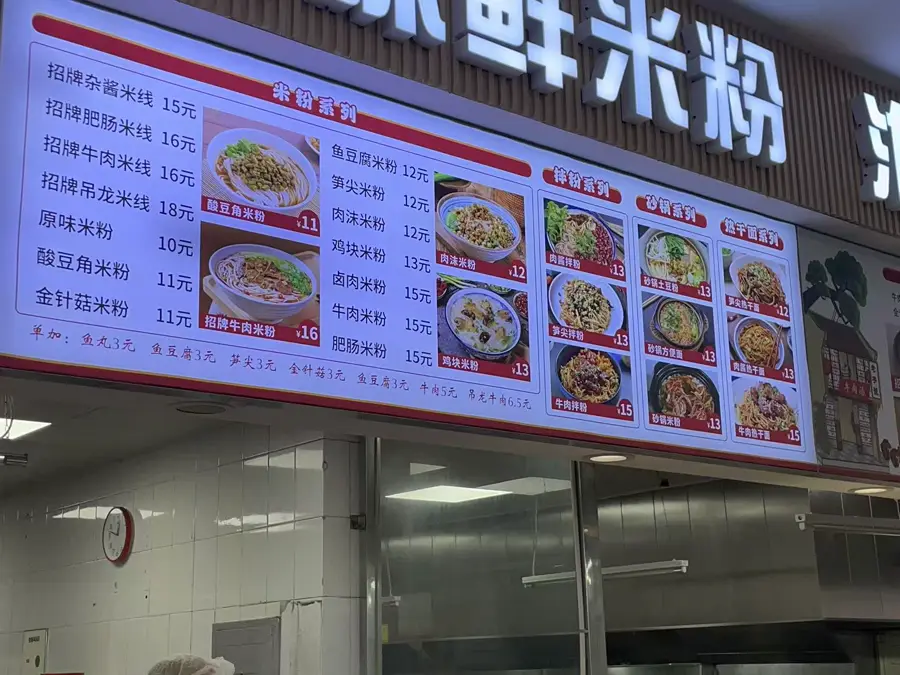 鲜米粉
米粉系列
招牌杂酱米线 15元
招牌肥肠米线 16元
招牌牛肉米线 16元
招牌吊龙米线 18元
原味米粉 10元
酸豆角米粉 11元
金针菇米粉 11元
酸豆角米粉 ¥11
招牌牛肉米粉 ¥16
鱼豆腐米粉 12元
笋尖米粉 12元
肉沫米粉 12元
鸡块米粉 13元
卤肉米粉 15元
牛肉米粉 15元
肥肠米粉 15元
肉沫米粉 ¥12
鸡块米粉 ¥13
单加：鱼丸3元 鱼豆腐3元 笋尖3元 金针菇3元 鱼豆腐3元 牛肉5元 吊龙牛肉6.5元
拌粉系列
肉酱拌粉 ¥13
笋尖拌粉 ¥13
牛肉拌粉 ¥15
砂锅系列
砂锅土豆粉 ¥13
砂锅方便面 ¥13
砂锅米粉 ¥13
热干面系列
笋尖热干面 ¥12
肉酱热干面 ¥13
牛肉热干面 ¥15